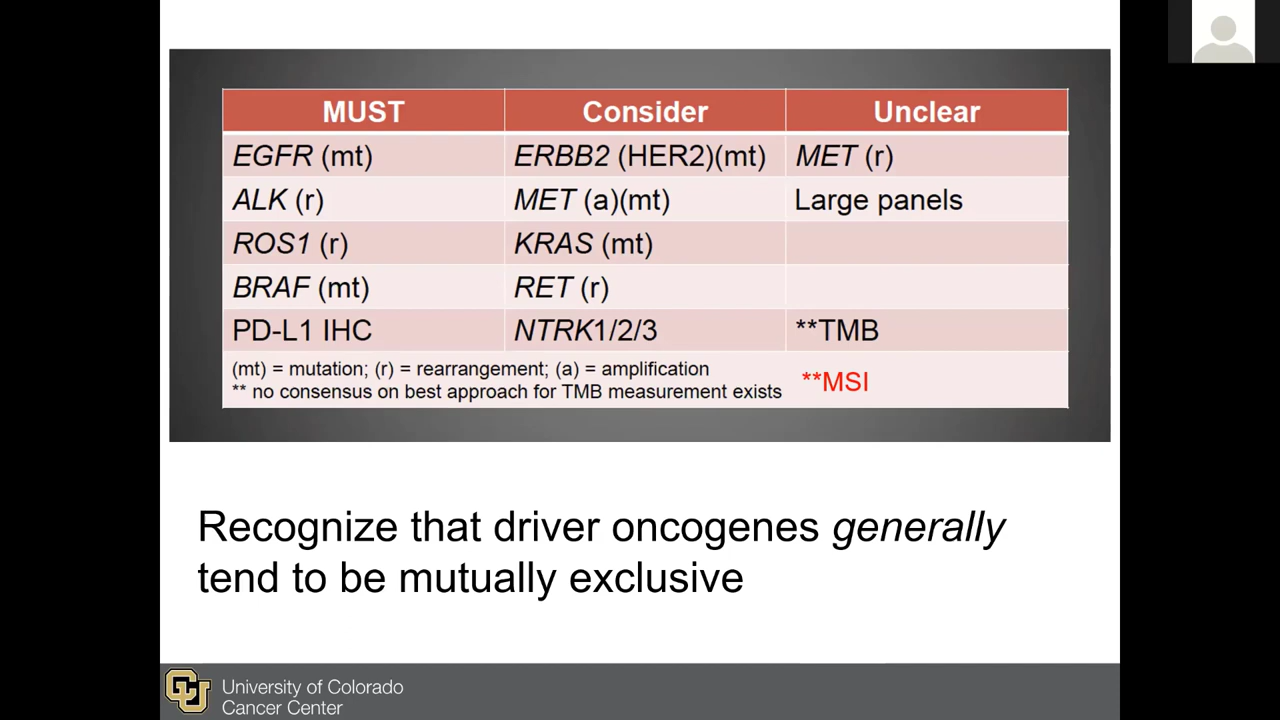 MUST Consider Unclear
EGFR (mt) ERBB2 (HER2)(mt) MET (r)
ALK (r) MET (a)(mt) Large panels
ROS1 (r) KRAS (mt)
BRAF (mt) RET (r)
PD-L1 IHC NTRK1/2/3 **TMB
(mt) = mutation; (r) = rearrangement; (a) = amplification
** no consensus on best approach for TMB measurement exists
**MSI
Recognize that driver oncogenes generally
tend to be mutually exclusive
CU
University of Colorado
Cancer Center